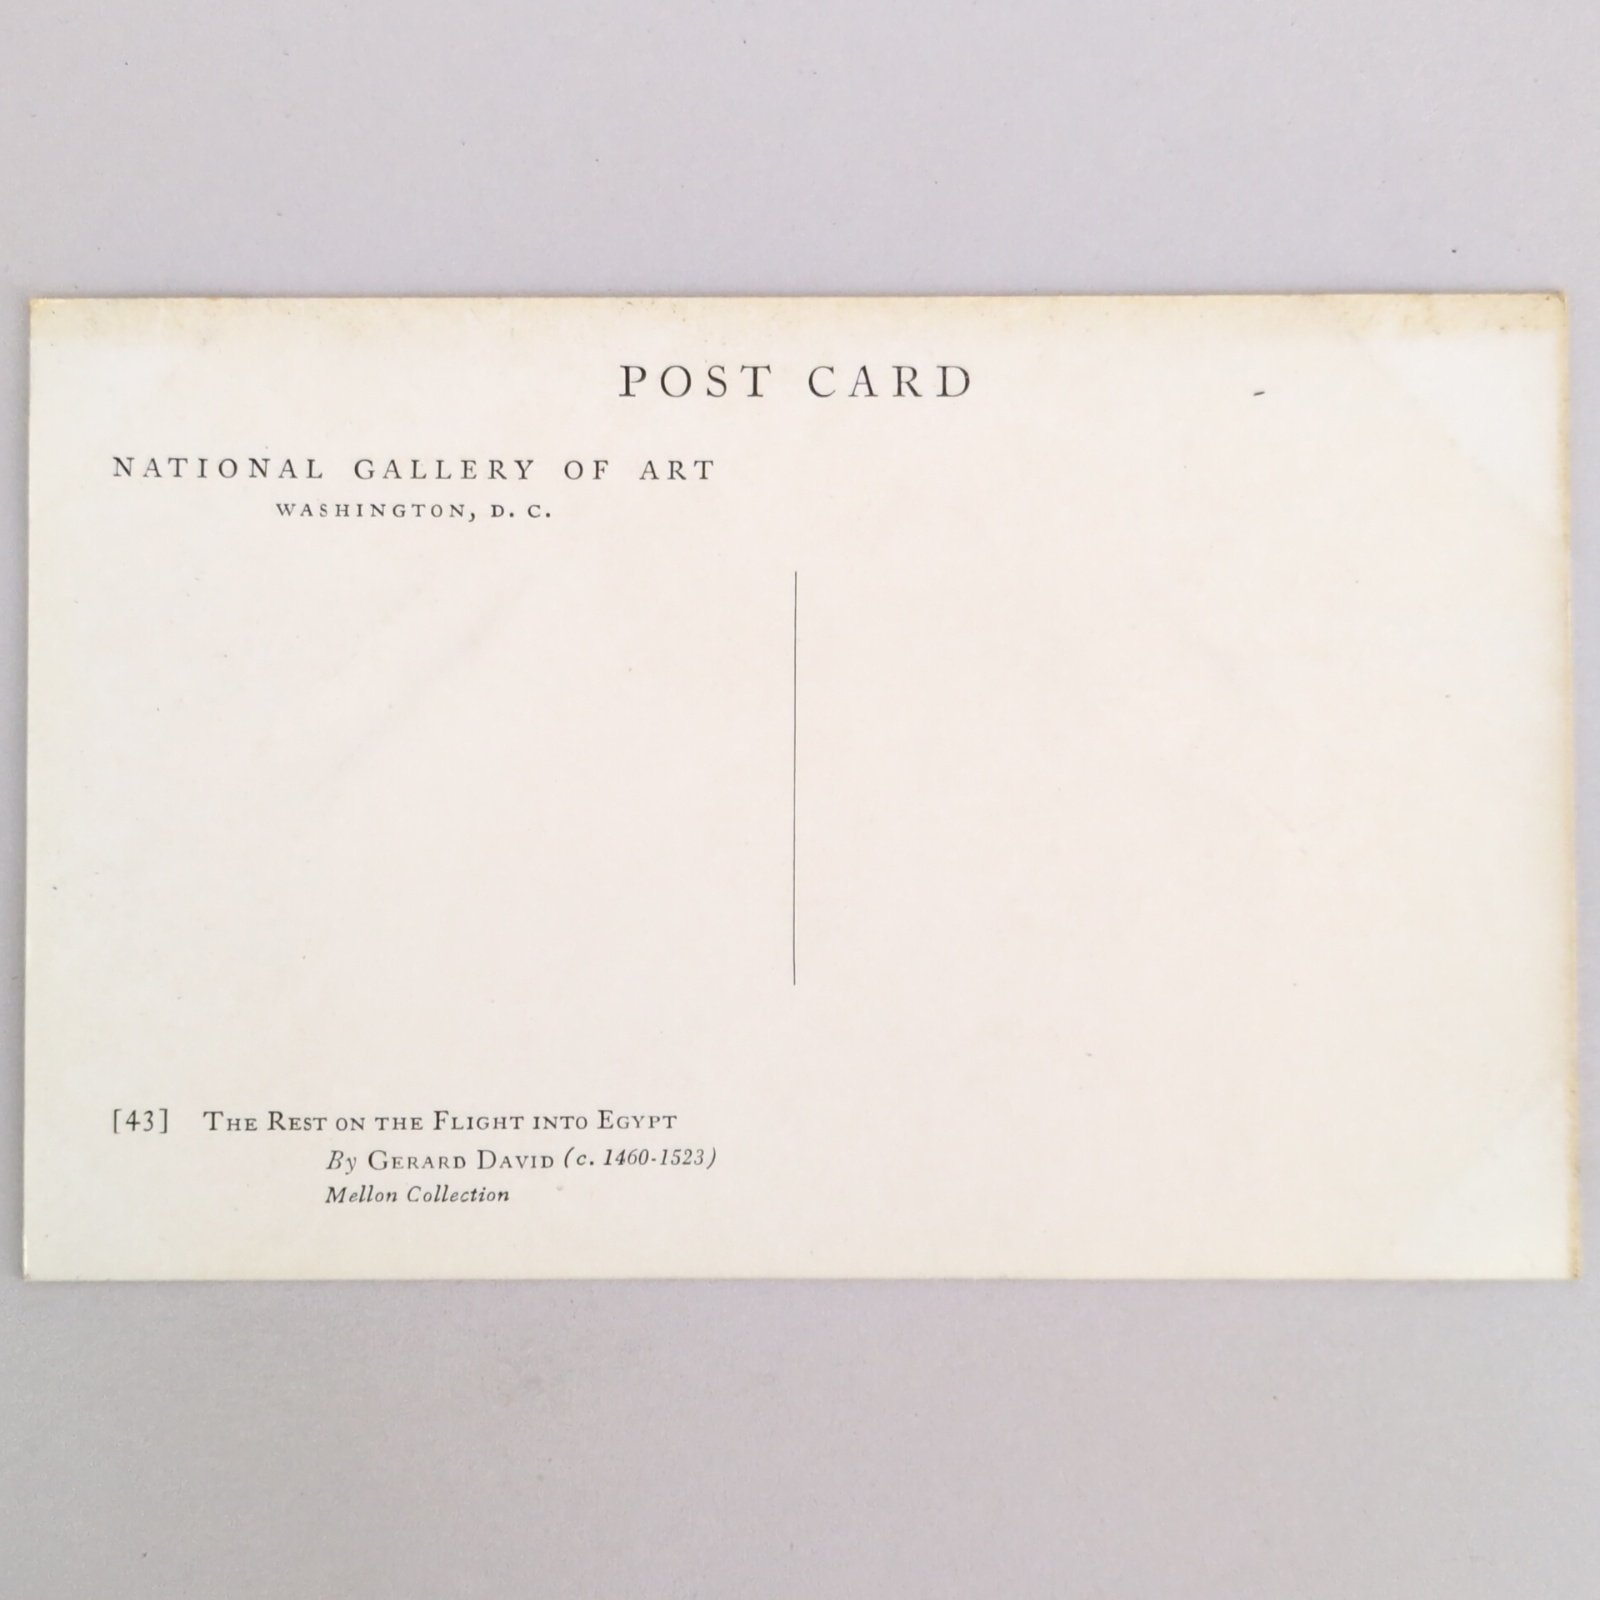 POST CARD
NATIONAL GALLERY OF ART
WASHINGTON, D. C.
[43] THE REST ON THE FLIGHT INTO EGYPT
By GERARD DAVID (c. 1460-1523)
Mellon Collection